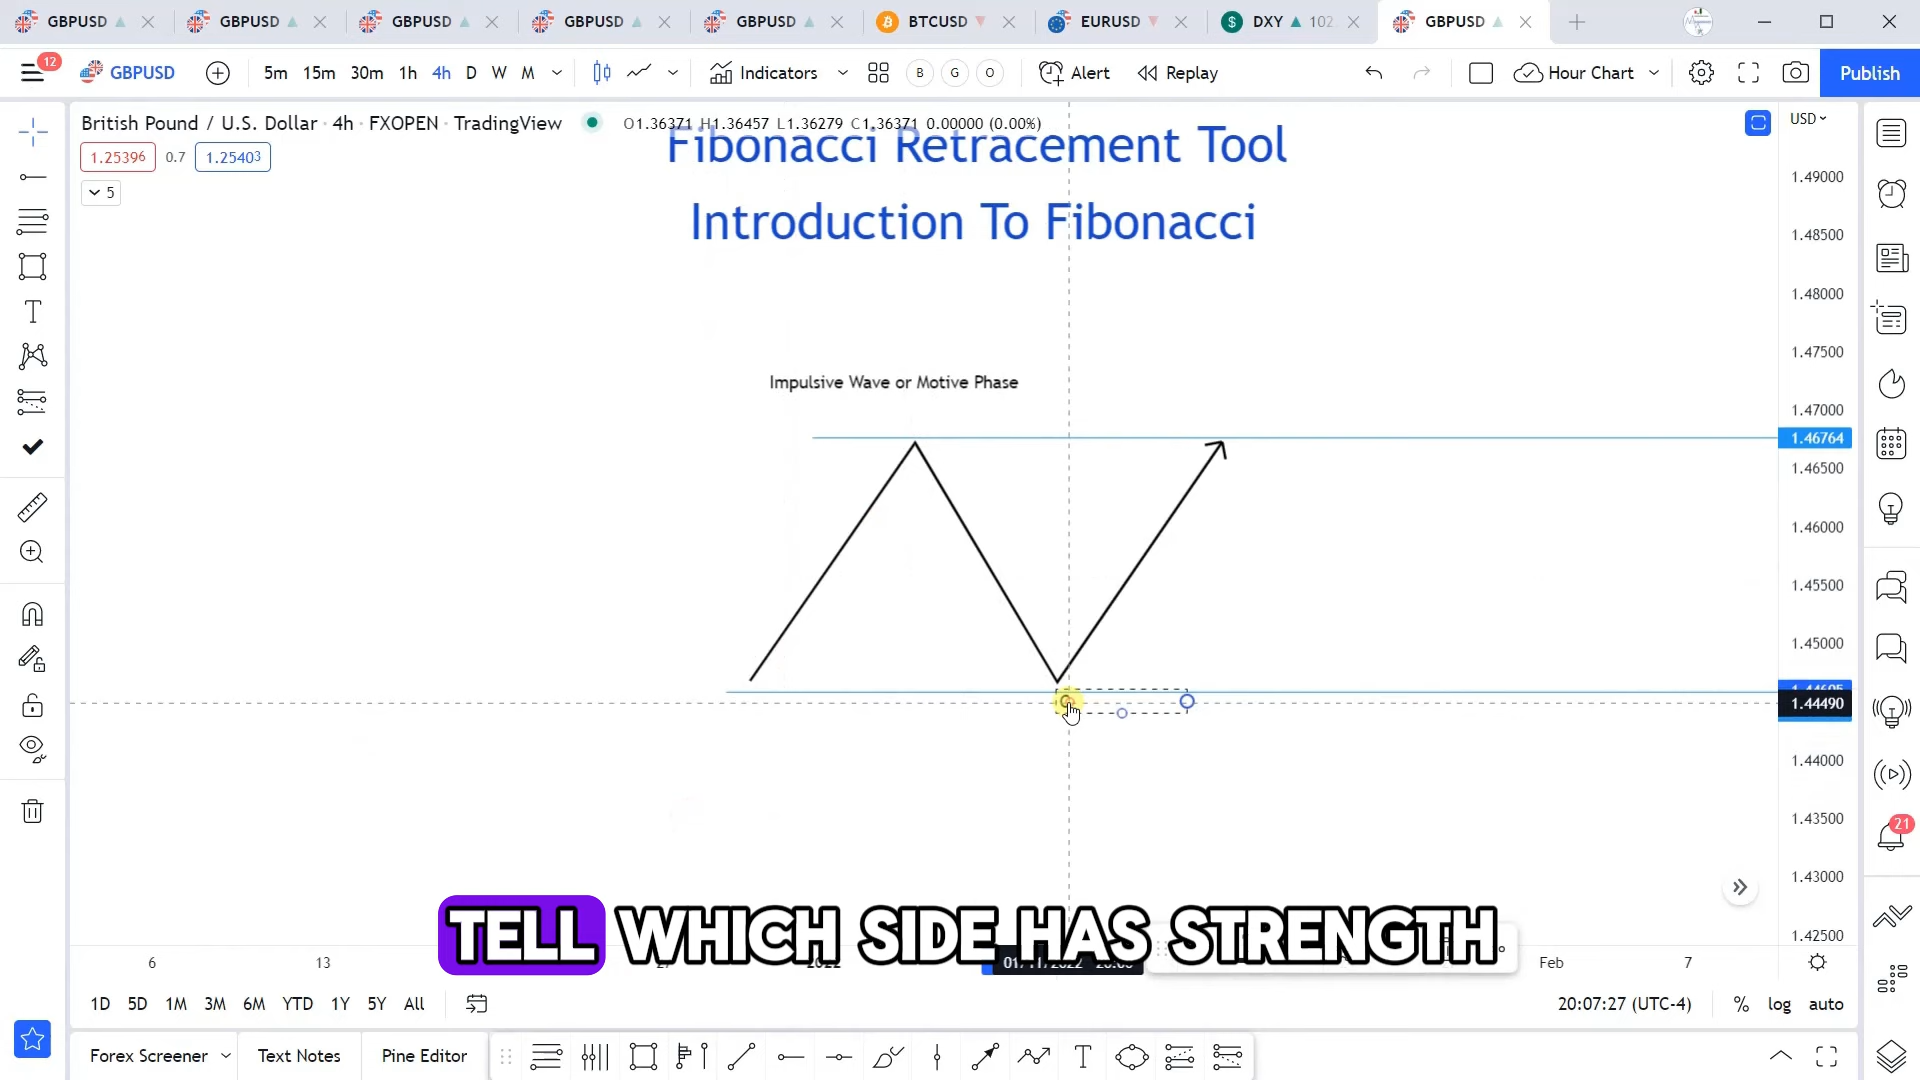 GBPUSD GBPUSD GBPUSD GBPUSD GBPUSD BTCUSD EURUSD DXY 102 GBPUSD
12 GBPUSD 5m 15m 30m 1h 4h D W M Indicators B G O Alert Replay Hour Chart Publish
British Pound / U.S. Dollar · 4h · FXOPEN · TradingView O1.36371 H1.36457 L1.36279 C1.36371 0.00000 (0.00%) USD
1.25396 0.7 1.25403
5
Fibonacci Retracement Tool
Introduction To Fibonacci
Impulsive Wave or Motive Phase
1.49000
1.48500
1.48000
1.47500
1.47000
1.46764
1.46500
1.46000
1.45500
1.45000
1.44490
1.44000
1.43500
1.43000
1.42500
21
TELL WHICH SIDE HAS STRENGTH
6 13 Feb 7
1D 5D 1M 3M 6M YTD 1Y 5Y All 20:07:27 (UTC-4) % log auto
Forex Screener Text Notes Pine Editor